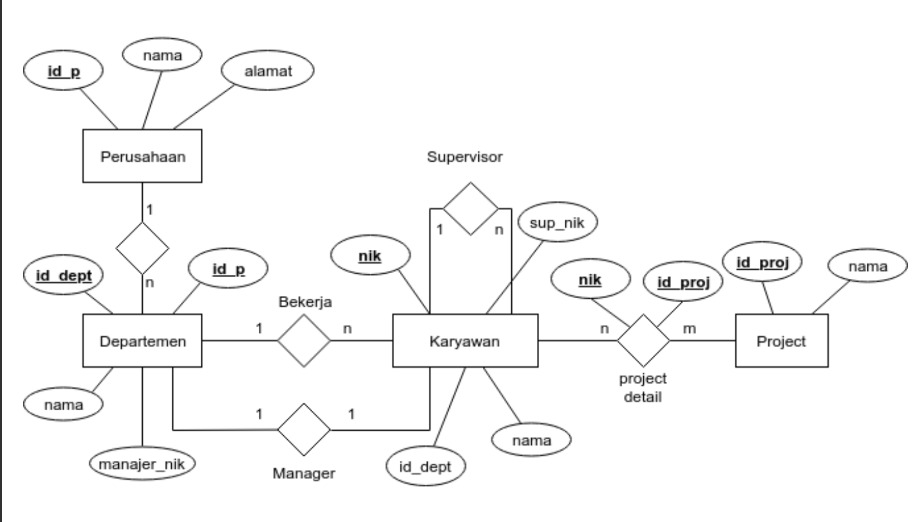 id_p
nama
alamat
Perusahaan
Supervisor
1
1
n
sup_nik
nik
id_proj
nama
id_dept
id_p
n
nik
id_proj
Bekerja
Departemen
1
n
Karyawan
n
m
Project
project
detail
nama
1
1
nama
manajer_nik
Manager
id_dept